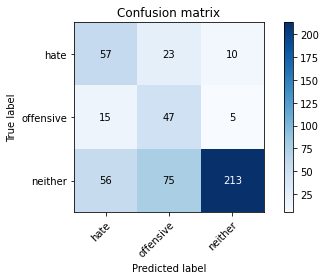 Confusion matrix
hate 57 23 10
offensive 15 47 5
neither 56 75 213
hate offensive neither
Predicted label
True label
200
175
150
125
100
75
50
25